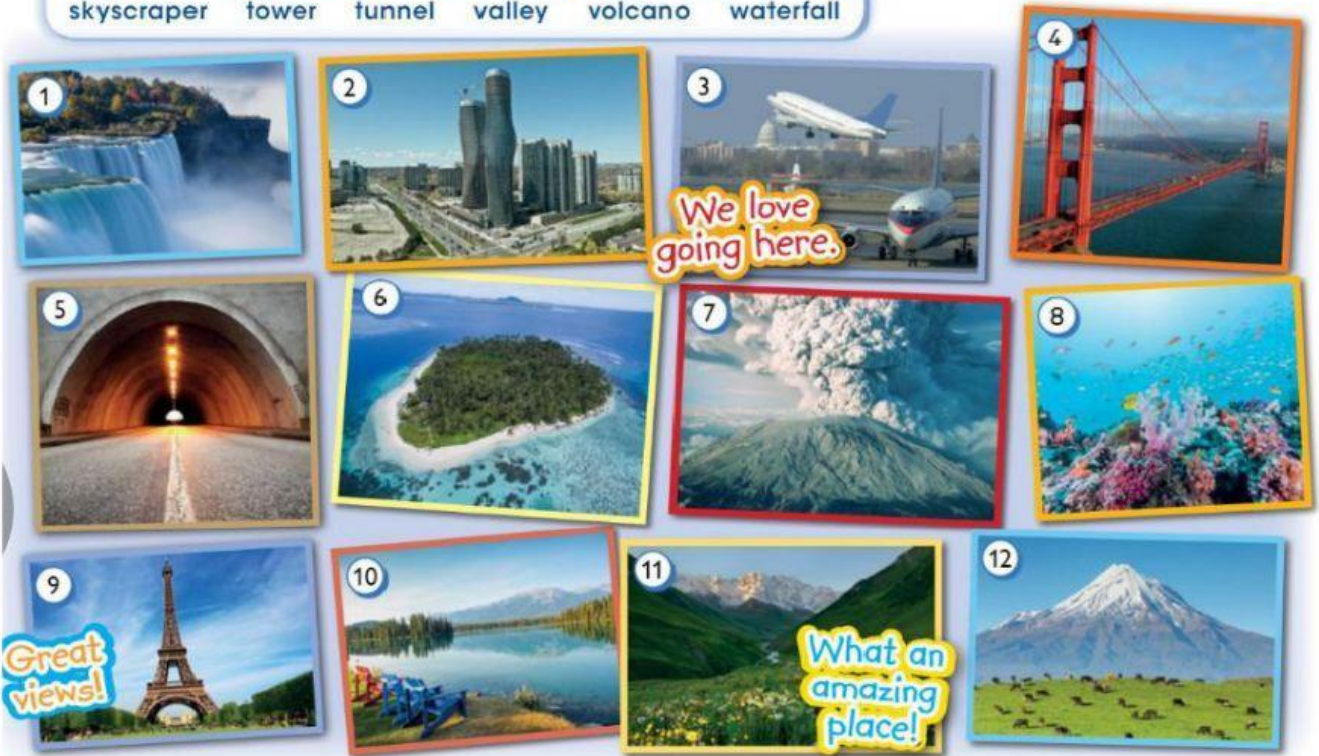 skyscraper tower tunnel valley volcano waterfall
1
2
3
4
We love
going here.
5
6
7
8
9
10
11
12
Great
views!
What an
amazing
place!